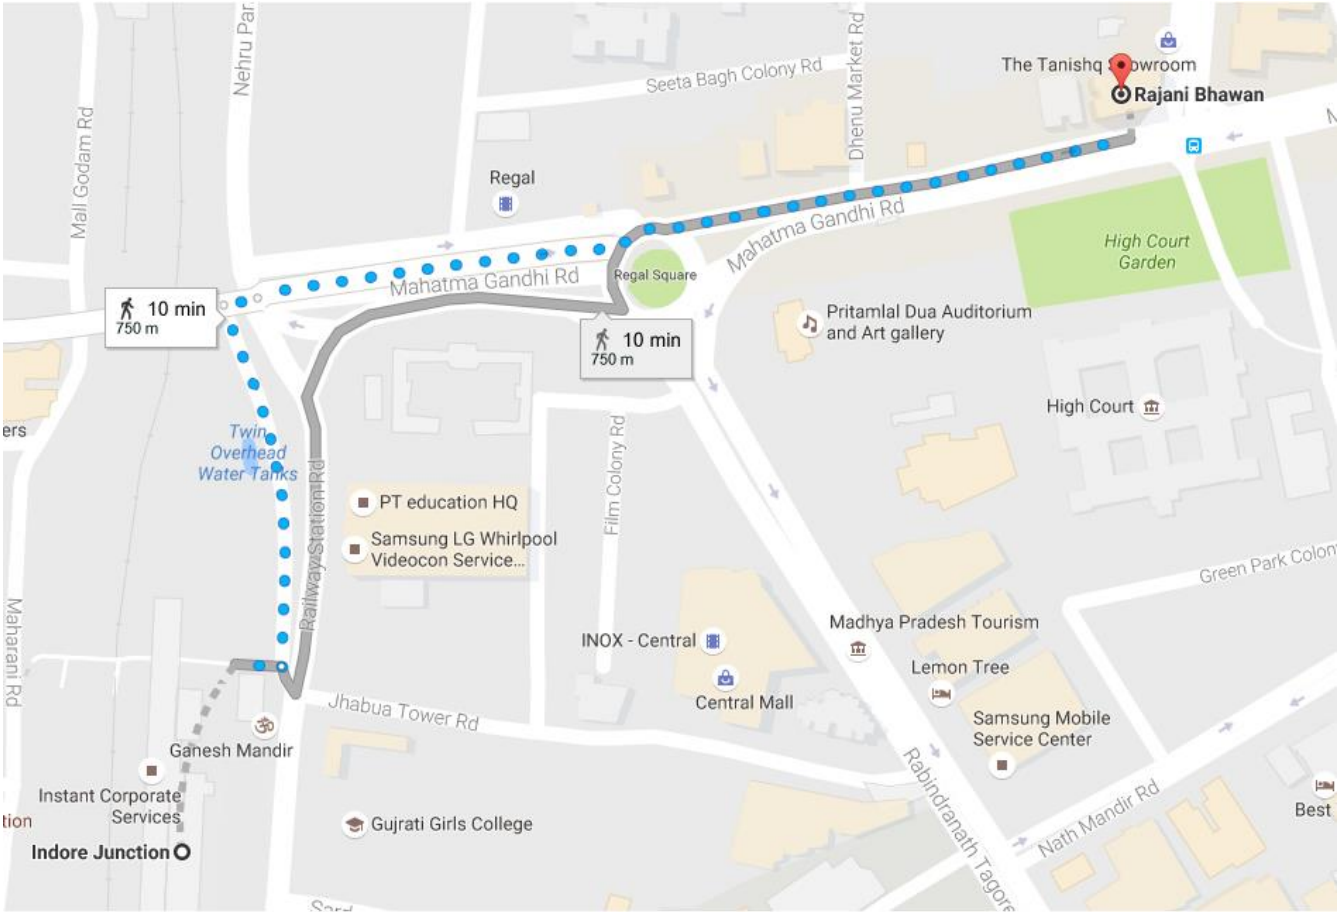 Nehru Par
Mall Godam Rd
Seeta Bagh Colony Rd
Dhenu Market Rd
The Tanishq Showroom
Rajani Bhawan
Regal
Mahatma Gandhi Rd
Mahatma Gandhi Rd
Regal Square
High Court
Garden
10 min
750 m
10 min
750 m
Pritamlal Dua Auditorium
and Art gallery
High Court
ers
Twin
Overhead
Water Tanks
Railway Station Rd
Film Colony Rd
PT education HQ
Samsung LG Whirlpool
Videocon Service...
Green Park Colon
Maharani Rd
INOX - Central
Central Mall
Madhya Pradesh Tourism
Lemon Tree
Samsung Mobile
Service Center
Jhabua Tower Rd
Ganesh Mandir
Instant Corporate
Services
tion
Gujrati Girls College
Indore Junction
Rabindranath Tagore
Nath Mandir Rd
Best